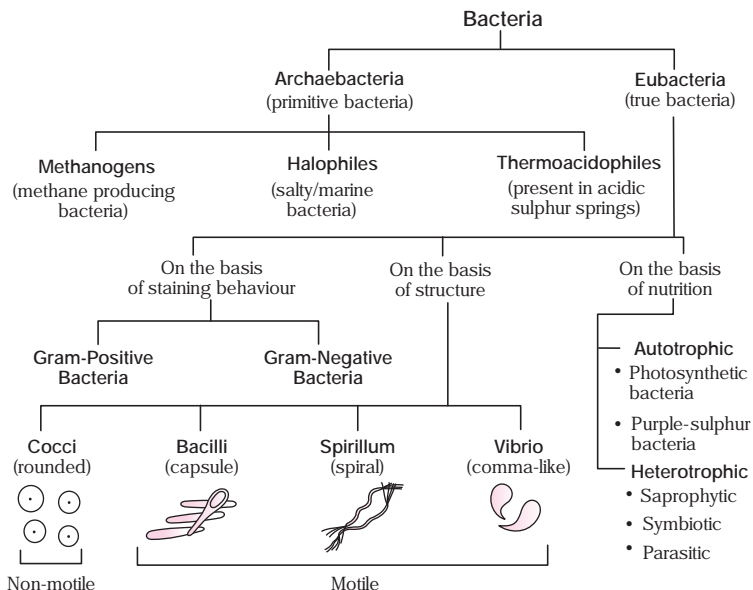 Bacteria
Archaebacteria
(primitive bacteria)
Eubacteria
(true bacteria)
Methanogens
(methane producing
bacteria)
Halophiles
(salty/marine
bacteria)
Thermoacidophiles
(present in acidic
sulphur springs)
On the basis
of staining behaviour
On the basis
of structure
On the basis
of nutrition
Gram-Positive
Bacteria
Gram-Negative
Bacteria
Autotrophic
• Photosynthetic
bacteria
• Purple-sulphur
bacteria
Heterotrophic
• Saprophytic
• Symbiotic
• Parasitic
Cocci
(rounded)
Bacilli
(capsule)
Spirillum
(spiral)
Vibrio
(comma-like)
Non-motile
Motile